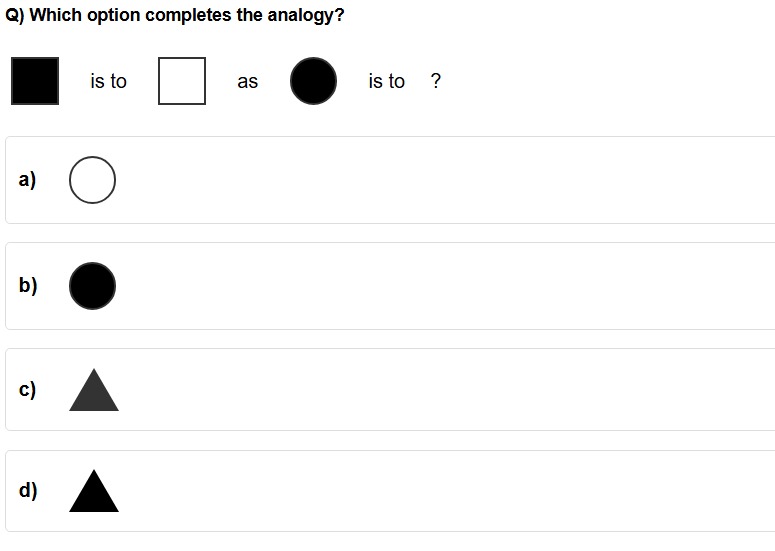 Q) Which option completes the analogy?
is to as is to ?
a)
b)
c)
d)